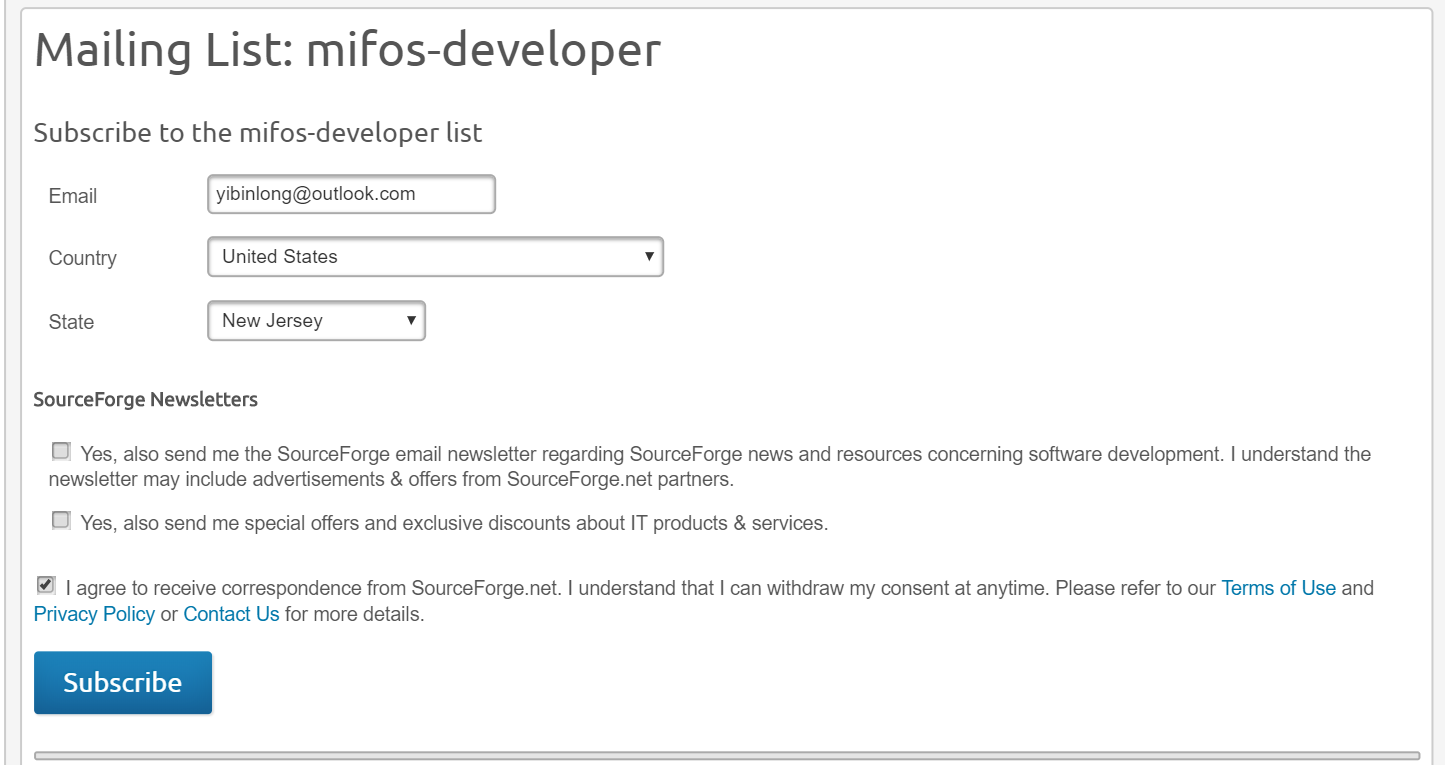 Mailing List: mifos-developer
Subscribe to the mifos-developer list
Email yibinlong@outlook.com
Country United States
State New Jersey
SourceForge Newsletters
Yes, also send me the SourceForge email newsletter regarding SourceForge news and resources concerning software development. I understand the
newsletter may include advertisements & offers from SourceForge.net partners.
Yes, also send me special offers and exclusive discounts about IT products & services.
I agree to receive correspondence from SourceForge.net. I understand that I can withdraw my consent at anytime. Please refer to our Terms of Use and
Privacy Policy or Contact Us for more details.
Subscribe